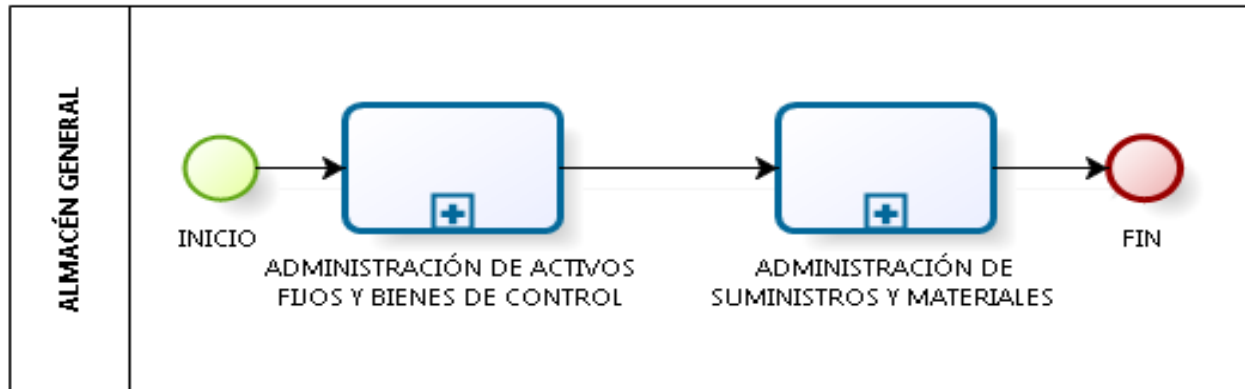 ALMACÉN GENERAL
INICIO
ADMINISTRACIÓN DE ACTIVOS
FIJOS Y BIENES DE CONTROL
ADMINISTRACIÓN DE
SUMINISTROS Y MATERIALES
FIN